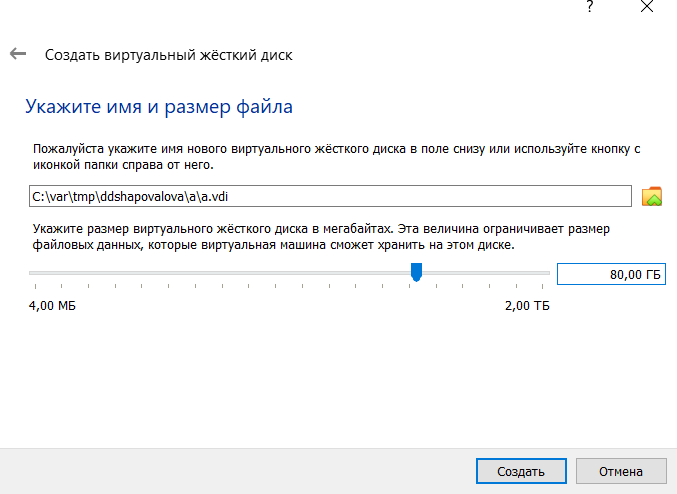 ?
Создать виртуальный жёсткий диск
Укажите имя и размер файла
Пожалуйста укажите имя нового виртуального жёсткого диска в поле снизу или используйте кнопку с
иконкой папки справа от него.
C:\var\tmp\ddshapovalova\a\a.vdi
Укажите размер виртуального жёсткого диска в мегабайтах. Эта величина ограничивает размер
файловых данных, которые виртуальная машина сможет хранить на этом диске.
80,00 ГБ
4,00 МБ
2,00 ТБ
Создать
Отмена